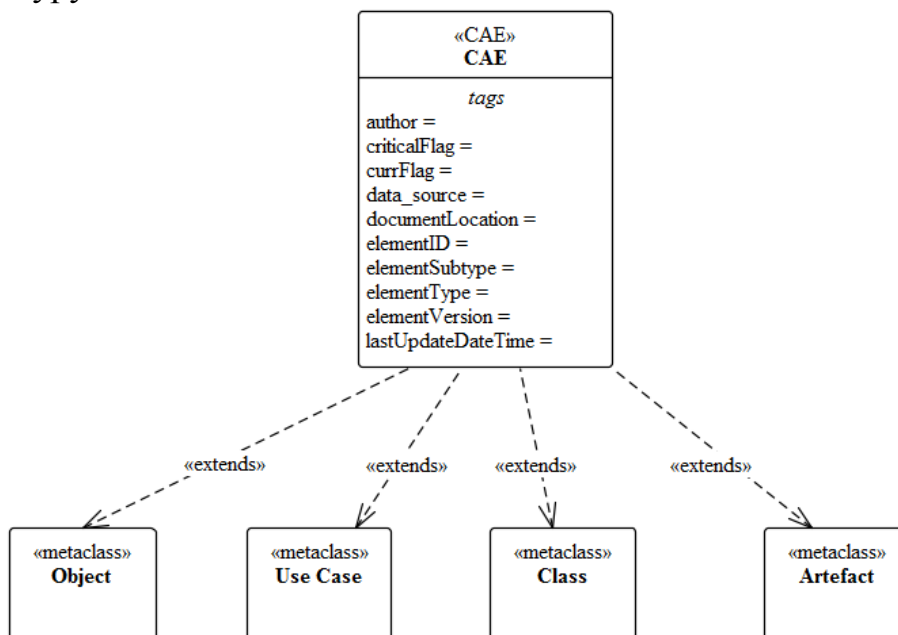 «CAE»
CAE
tags
author =
criticalFlag =
currFlag =
data_source =
documentLocation =
elementID =
elementSubtype =
elementType =
elementVersion =
lastUpdateDateTime =
«extends» «extends» «extends» «extends»
«metaclass» «metaclass» «metaclass» «metaclass»
Object Use Case Class Artefact